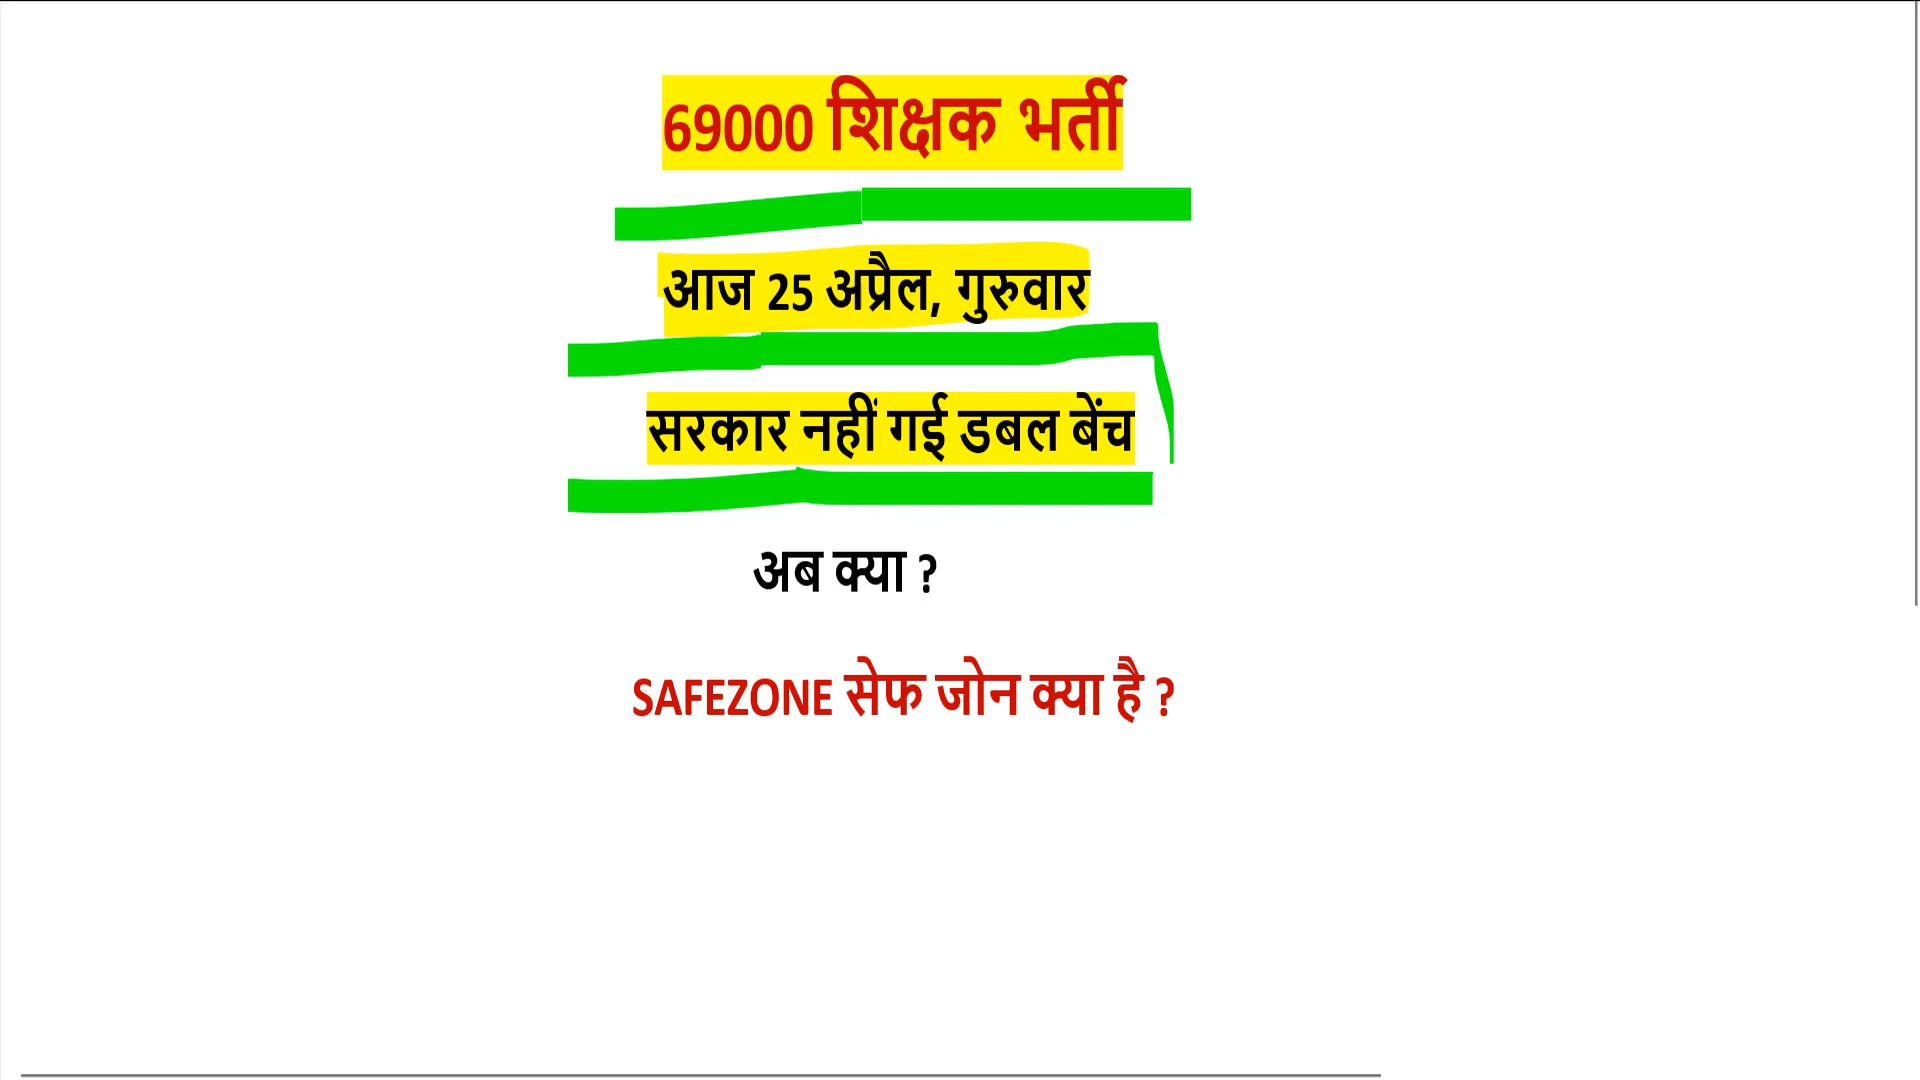 69000 शिक्षक भर्ती
आज 25 अप्रैल, गुरुवार
सरकार नहीं गई डबल बेंच
अब क्या ?
SAFEZONE सेफ जोन क्या है ?